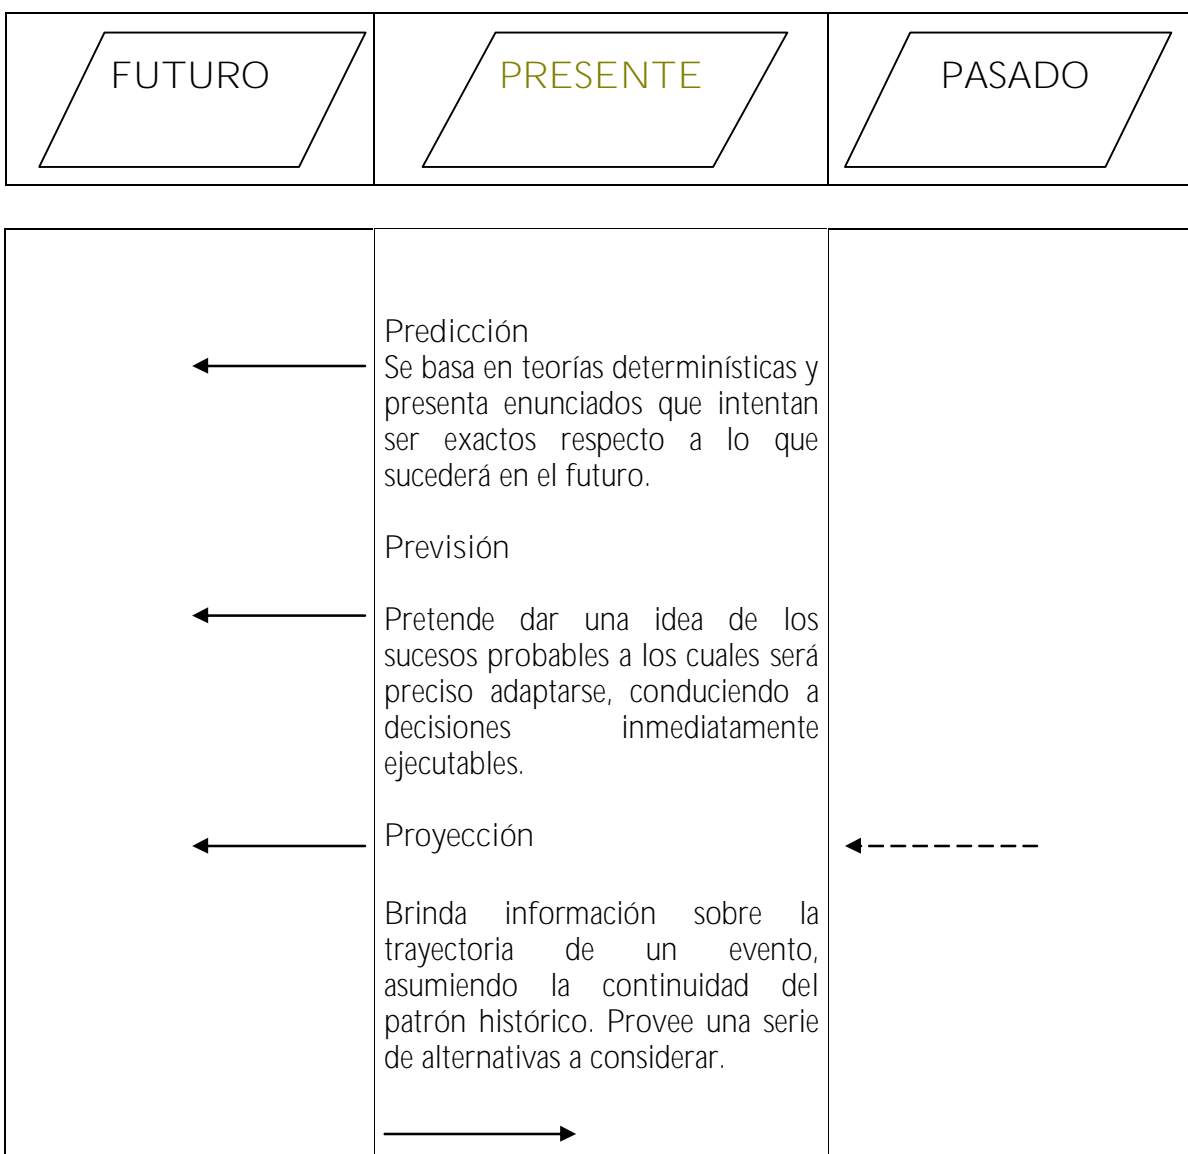 FUTURO
PRESENTE
PASADO
Predicción
Se basa en teorías determinísticas y
presenta enunciados que intentan
ser exactos respecto a lo que
sucederá en el futuro.
Previsión
Pretende dar una idea de los
sucesos probables a los cuales será
preciso adaptarse, conduciendo a
decisiones inmediatamente
ejecutables.
Proyección
Brinda información sobre la
trayectoria de un evento,
asumiendo la continuidad del
patrón histórico. Provee una serie
de alternativas a considerar.